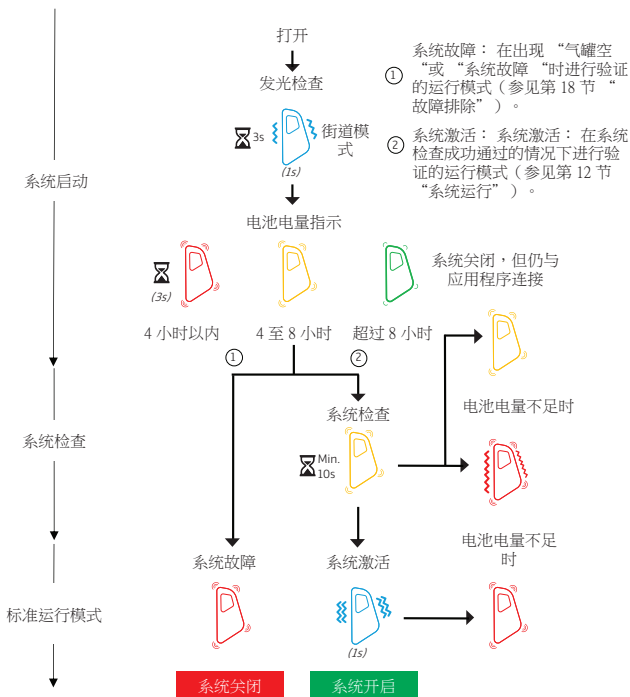 打开
发光检查
3s
街道模
式
(1s)
① 系统故障： 在出现 “气罐空
“或 “系统故障 “时进行验证
的运行模式（参见第 18 节 “
故障排除” ）。
② 系统激活： 系统激活： 在系统
检查成功通过的情况下进行验
证的运行模式（参见第 12 节
“系统运行” ）。
系统启动
电池电量指示
(3s)
系统关闭，但仍与
应用程序连接
4 小时以内
4 至 8 小时
超过 8 小时
①
②
系统检查
Min.
10s
电池电量不足时
系统检查
系统故障
系统激活
电池电量不足
时
(1s)
标准运行模式
系统关闭
系统开启